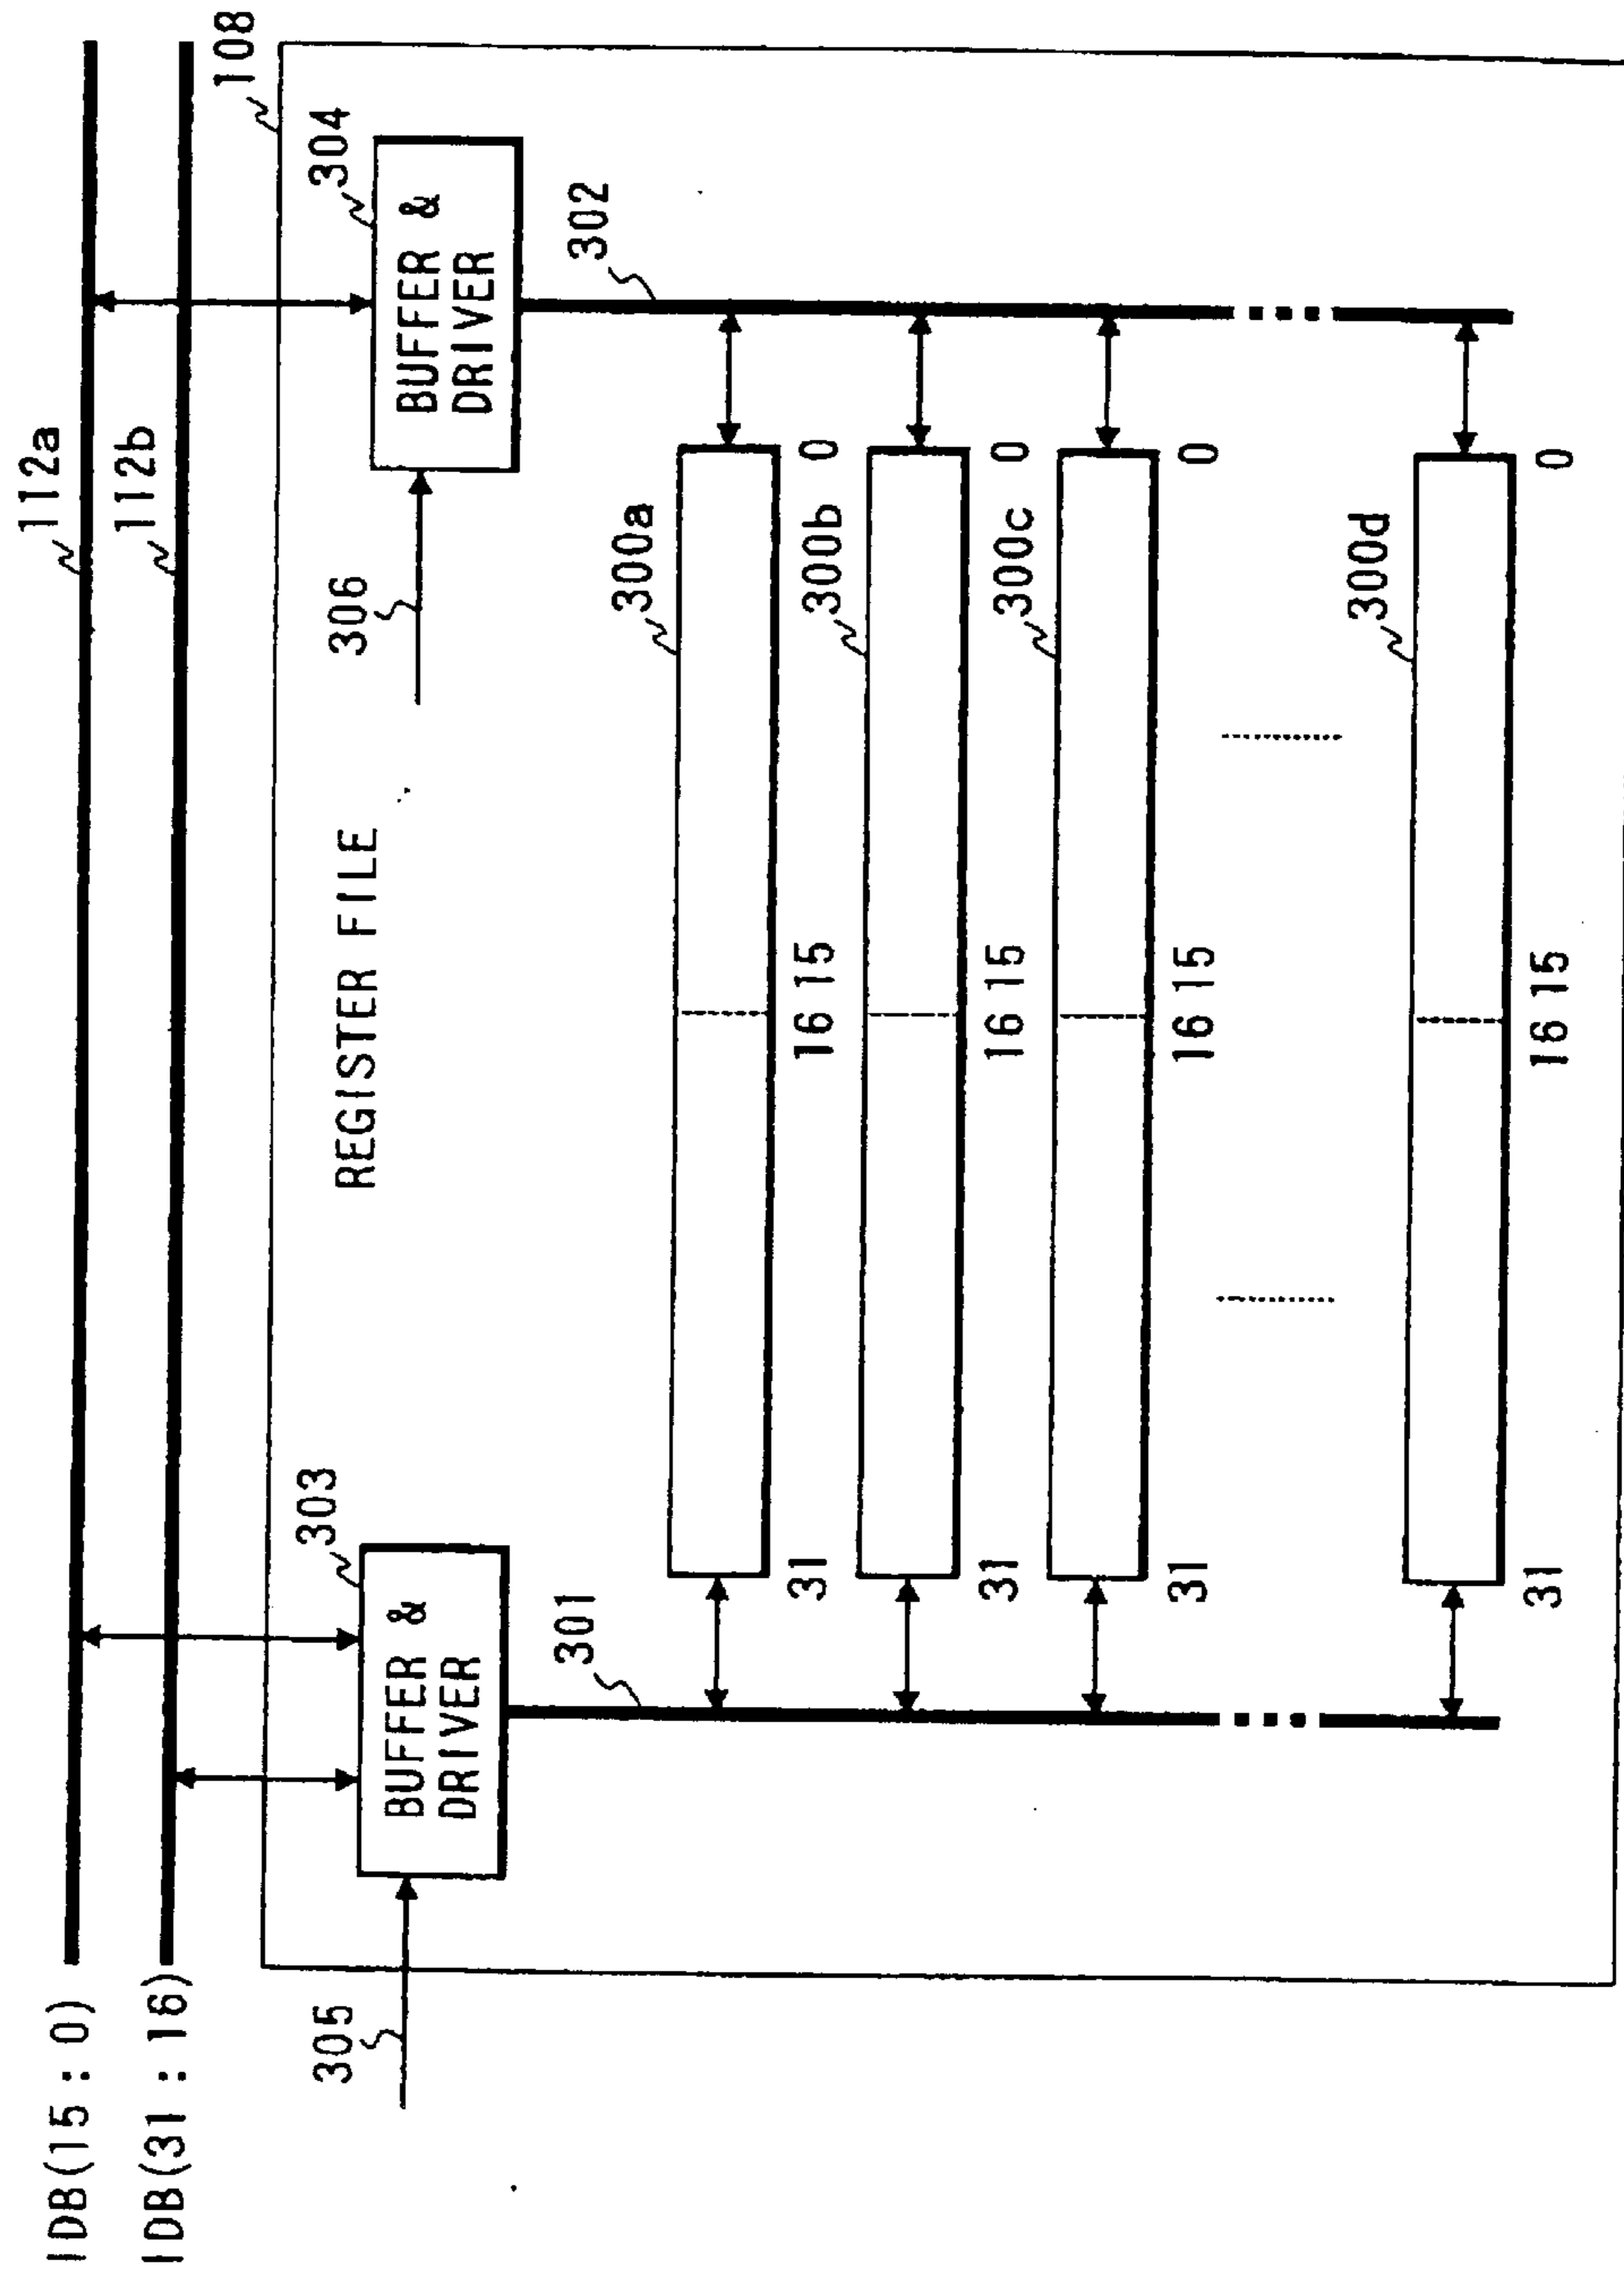 IDB(15:0)
112a
IDB(31:16)
112b
108
303
304
BUFFER &
DRIVER
BUFFER &
DRIVER
305
306
REGISTER FILE
301
302
300a
31
16 15
0
300b
31
16 15
0
300c
31
16 15
0
300d
31
16 15
0